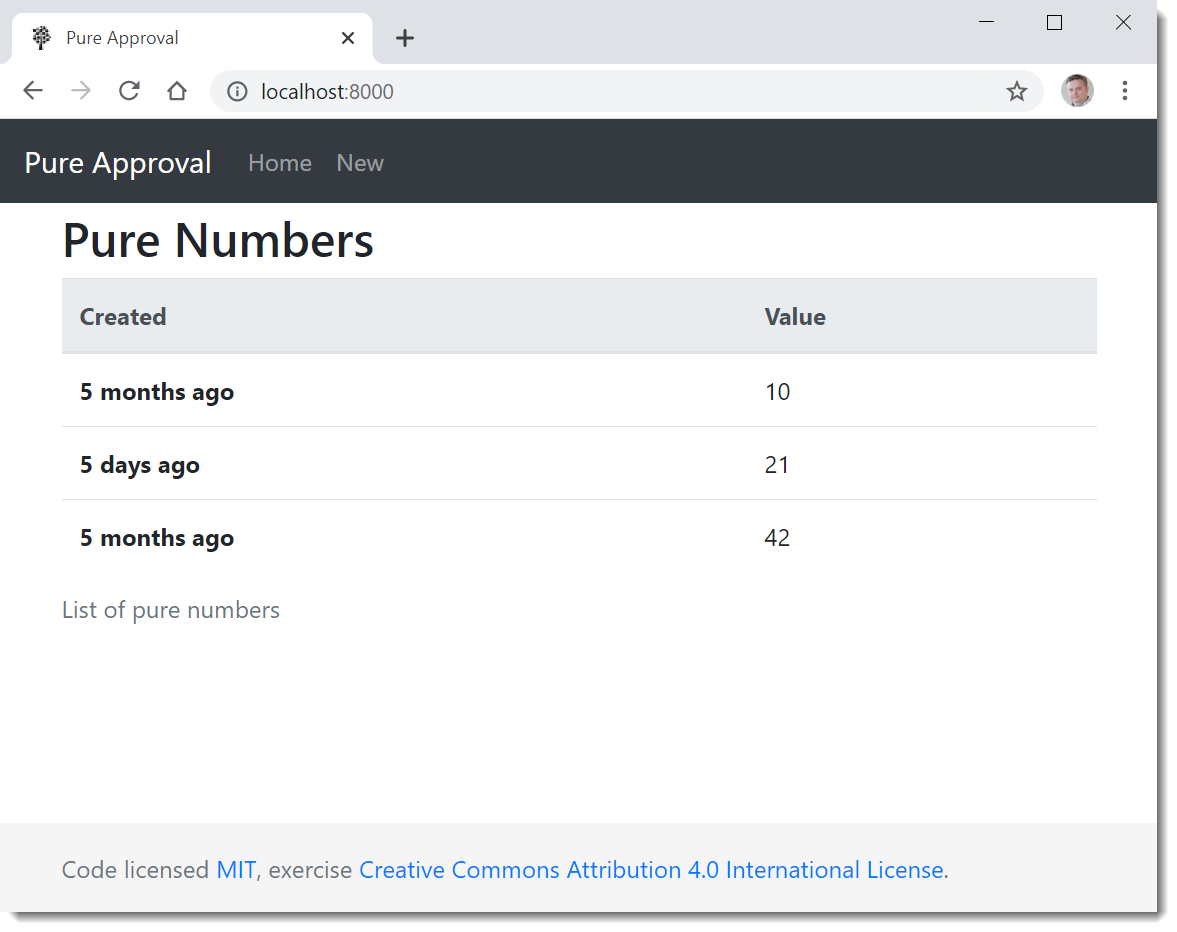 Pure Approval
localhost:8000
Pure Approval Home New
Pure Numbers
Created Value
5 months ago 10
5 days ago 21
5 months ago 42
List of pure numbers
Code licensed MIT, exercise Creative Commons Attribution 4.0 International License.